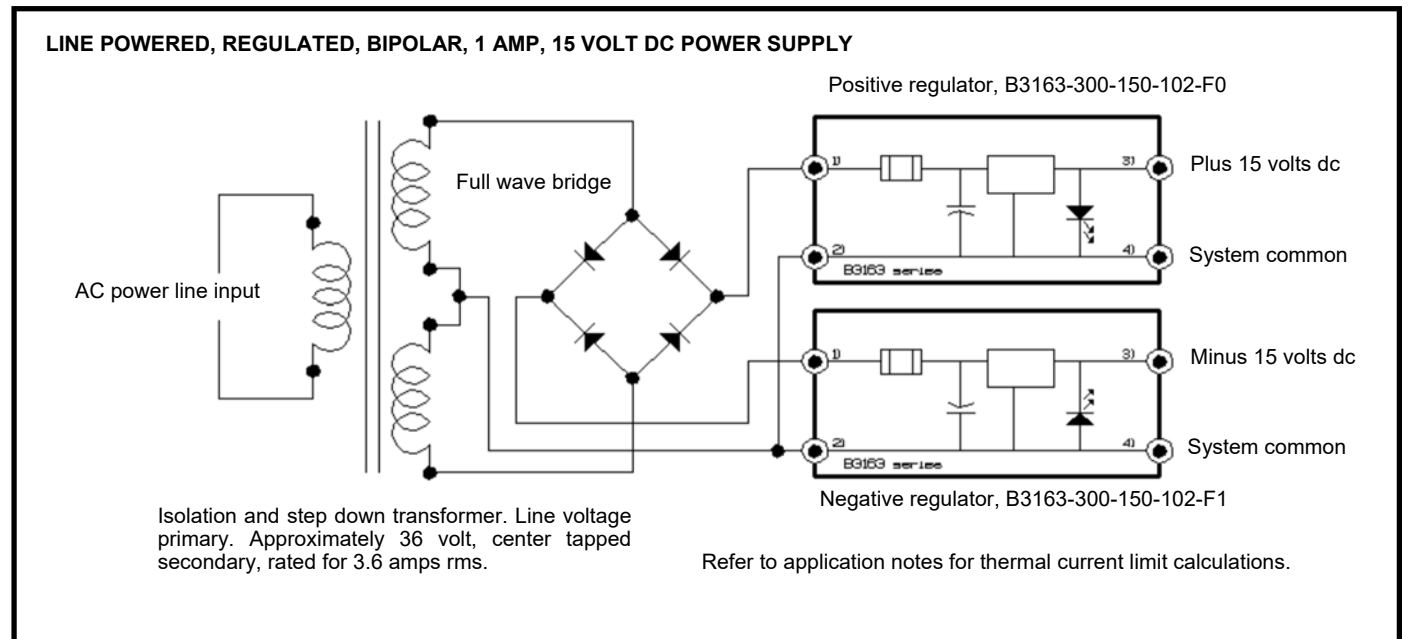 LINE POWERED, REGULATED, BIPOLAR, 1 AMP, 15 VOLT DC POWER SUPPLY
Positive regulator, B3163-300-150-102-F0
1)
3)
Plus 15 volts dc
Full wave bridge
2)
4)
System common
B3163 series
AC power line input
1)
3)
Minus 15 volts dc
2)
4)
System common
B3163 series
Negative regulator, B3163-300-150-102-F1
Isolation and step down transformer. Line voltage
primary. Approximately 36 volt, center tapped
secondary, rated for 3.6 amps rms.
Refer to application notes for thermal current limit calculations.